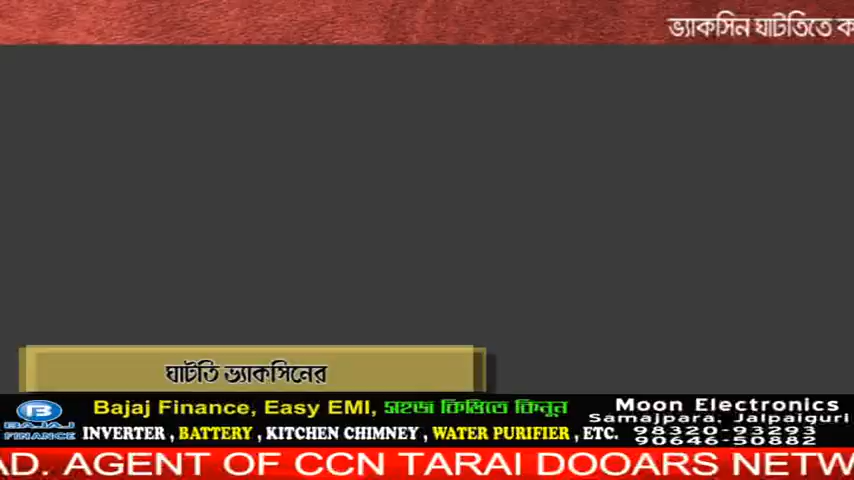 ভ্যাকসিন ঘাটতিতে ক
ঘাটতি ভ্যাকসিনের
Bajaj Finance, Easy EMI, সহজ কিস্তিতে কিনুন
BAJAJ
FINANCE
INVERTER , BATTERY , KITCHEN CHIMNEY , WATER PURIFIER , ETC.
Moon Electronics
Samajpara, Jalpaiguri
98320-93293
90646-50882
AD. AGENT OF CCN TARAI DOOARS NETW